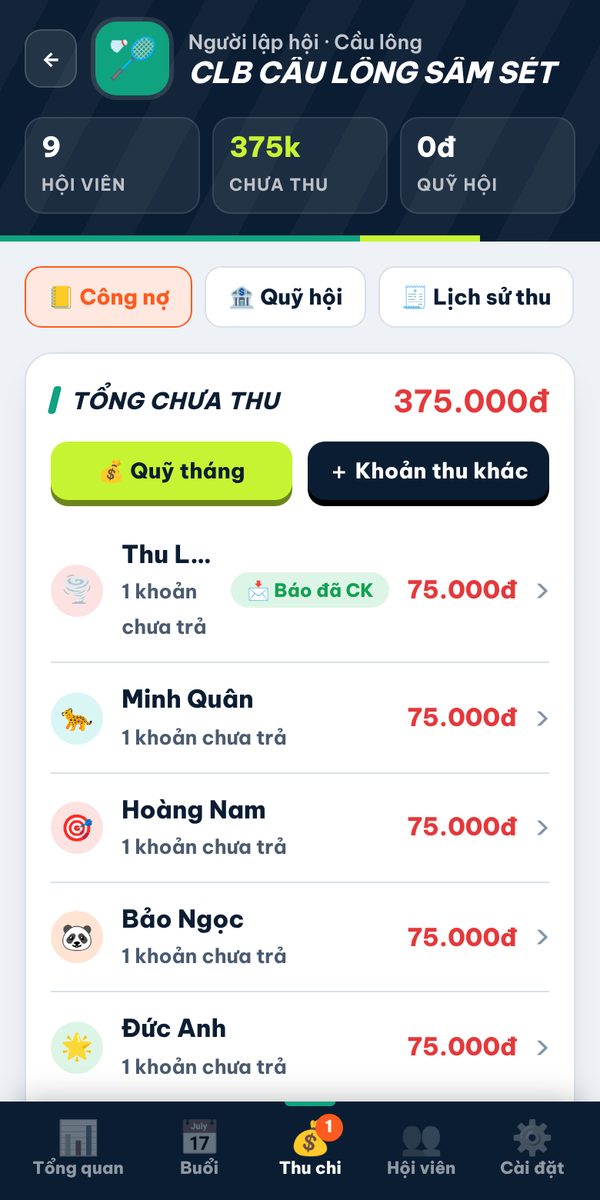 ←
Người lập hội · Cầu lông
CLB CẦU LÔNG SẤM SÉT
9
HỘI VIÊN
375k
CHƯA THU
0đ
QUỸ HỘI
Công nợ
Quỹ hội
Lịch sử thu
TỔNG CHƯA THU
375.000đ
Quỹ tháng
+ Khoản thu khác
Thu L...
1 khoản
chưa trả
Báo đã CK
75.000đ
Minh Quân
1 khoản chưa trả
75.000đ
Hoàng Nam
1 khoản chưa trả
75.000đ
Bảo Ngọc
1 khoản chưa trả
75.000đ
Đức Anh
1 khoản chưa trả
75.000đ
July
17
1
Tổng quan
Buổi
Thu chi
Hội viên
Cài đặt